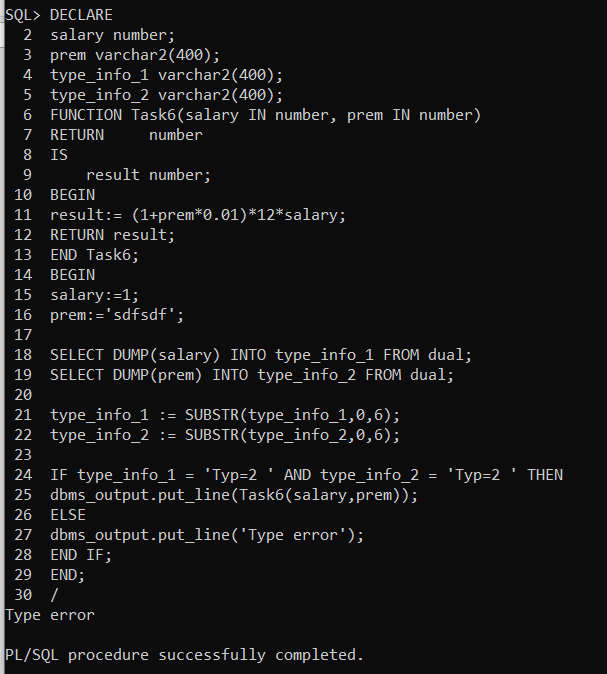 SQL> DECLARE
2 salary number;
3 prem varchar2(400);
4 type_info_1 varchar2(400);
5 type_info_2 varchar2(400);
6 FUNCTION Task6(salary IN number, prem IN number)
7 RETURN     number
8 IS
9     result number;
10 BEGIN
11 result:= (1+prem*0.01)*12*salary;
12 RETURN result;
13 END Task6;
14 BEGIN
15 salary:=1;
16 prem:='sdfsdf';
17
18 SELECT DUMP(salary) INTO type_info_1 FROM dual;
19 SELECT DUMP(prem) INTO type_info_2 FROM dual;
20
21 type_info_1 := SUBSTR(type_info_1,0,6);
22 type_info_2 := SUBSTR(type_info_2,0,6);
23
24 IF type_info_1 = 'Typ=2 ' AND type_info_2 = 'Typ=2 ' THEN
25 dbms_output.put_line(Task6(salary,prem));
26 ELSE
27 dbms_output.put_line('Type error');
28 END IF;
29 END;
30 /
Type error

PL/SQL procedure successfully completed.